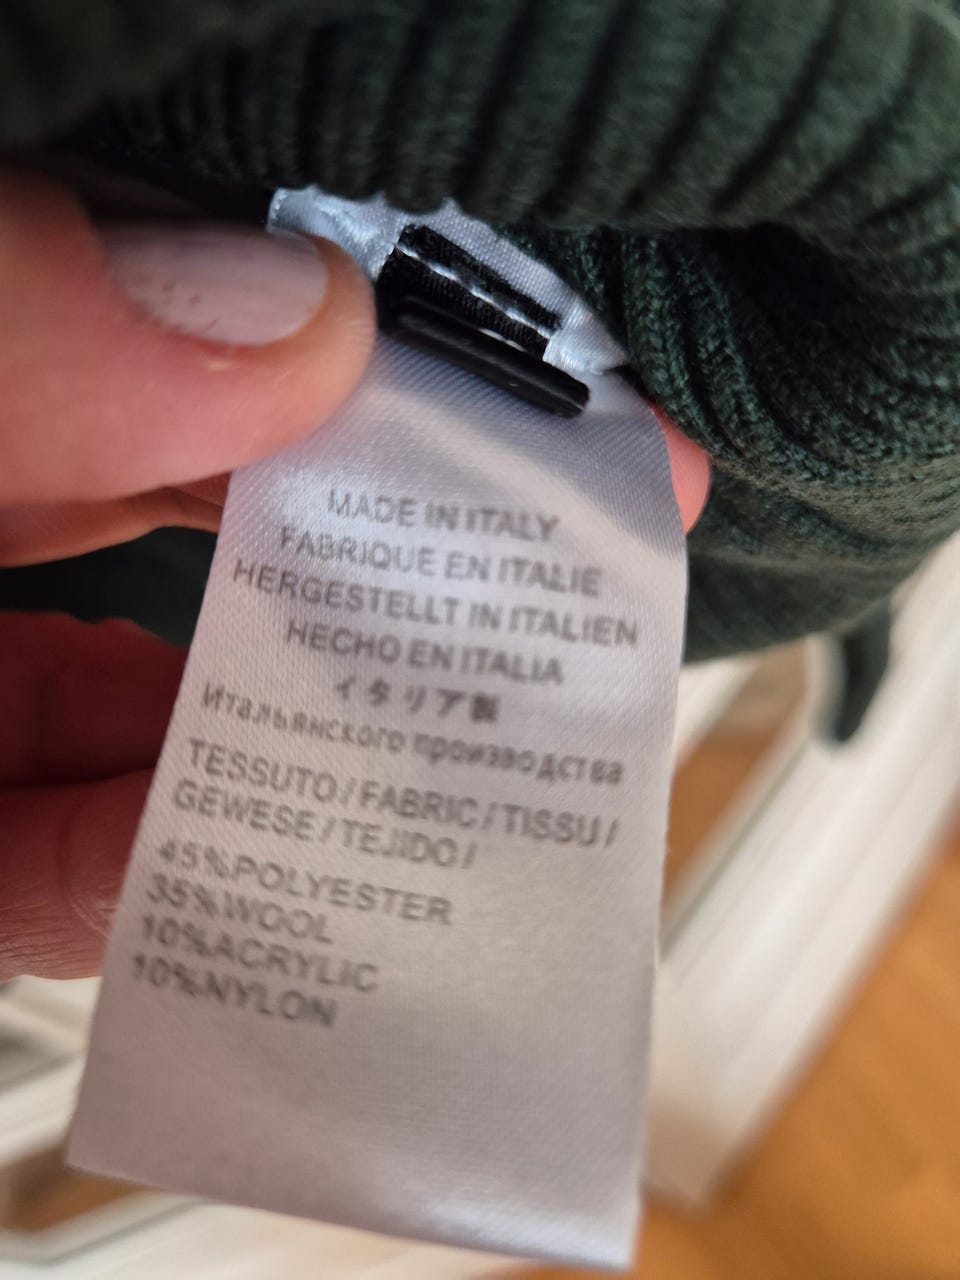 MADE IN ITALY
FABRIQUE EN ITALIE
HERGESTELLT IN ITALIEN
HECHO EN ITALIA
イタリア製
Итальянского производства
TESSUTO / FABRIC / TISSU /
GEWESE / TEJIDO /
45%POLYESTER
35%WOOL
10%ACRYLIC
10%NYLON